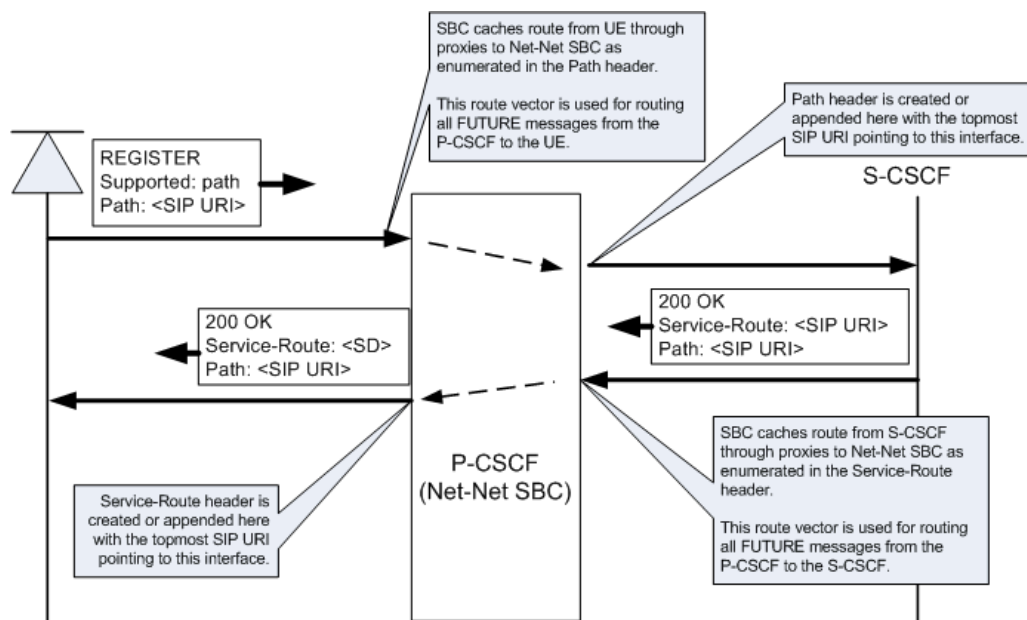 SBC caches route from UE through
proxies to Net-Net SBC as
enumerated in the Path header.
This route vector is used for routing
all FUTURE messages from the
P-CSCF to the UE.
Path header is created or
appended here with the topmost
SIP URI pointing to this interface.
REGISTER
Supported: path
Path: <SIP URI>
S-CSCF
200 OK
Service-Route: <SD>
Path: <SIP URI>
200 OK
Service-Route: <SIP URI>
Path: <SIP URI>
P-CSCF
(Net-Net SBC)
Service-Route header is
created or appended here
with the topmost SIP URI
pointing to this interface.
SBC caches route from S-CSCF
through proxies to Net-Net SBC as
enumerated in the Service-Route
header.
This route vector is used for routing
all FUTURE messages from the
P-CSCF to the S-CSCF.